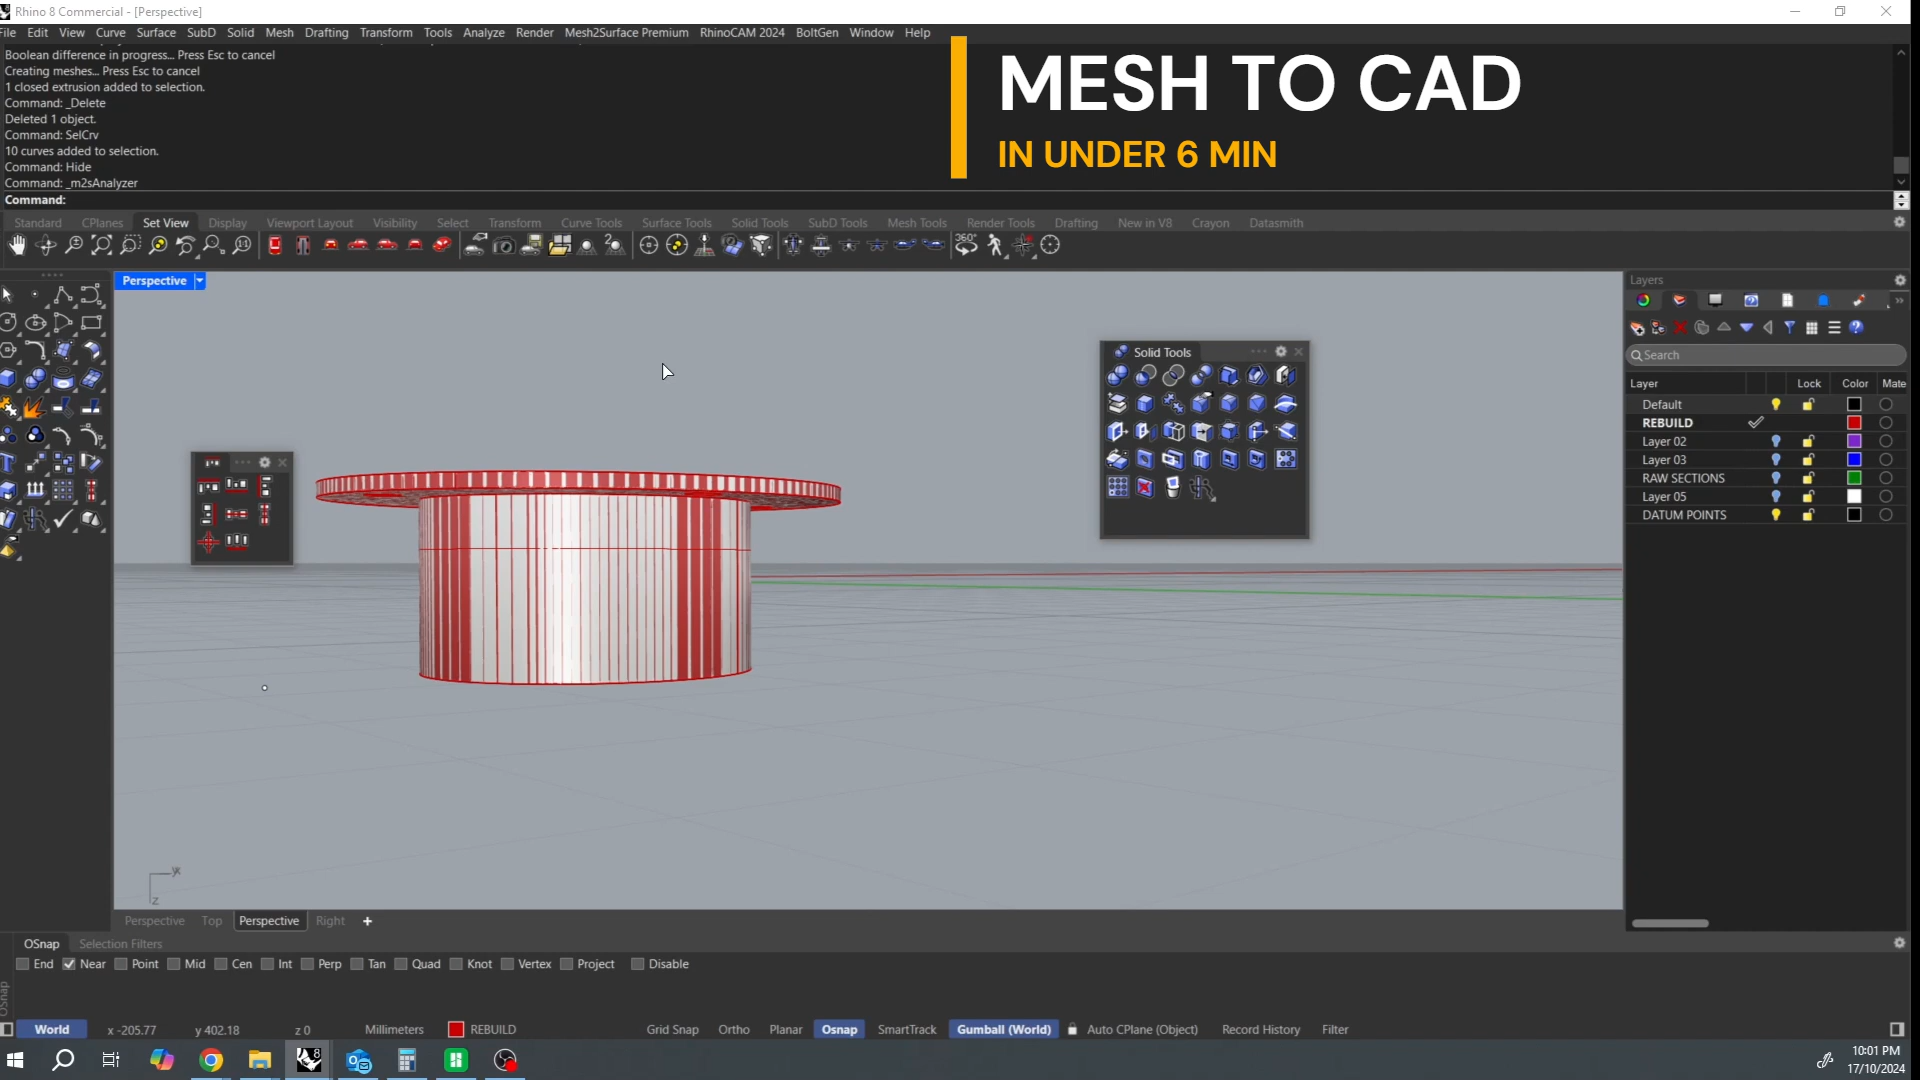 Rhino 8 Commercial - [Perspective]
File Edit View Curve Surface SubD Solid Mesh Drafting Transform Tools Analyze Render Mesh2Surface Premium RhinoCAM 2024 BoltGen Window Help
Boolean difference in progress... Press Esc to cancel
Creating meshes... Press Esc to cancel
1 closed extrusion added to selection.
Command: _Delete
Deleted 1 object.
Command: SelCrv
10 curves added to selection.
Command: Hide
Command: _m2sAnalyzer
Command:
MESH TO CAD
IN UNDER 6 MIN
Standard CPlanes Set View Display Viewport Layout Visibility Select Transform Curve Tools Surface Tools Solid Tools SubD Tools Mesh Tools Render Tools Drafting New in V8 Crayon Datasmith
Perspective
Solid Tools
Layers
Search
Layer Lock Color Mate
Default
REBUILD
Layer 02
Layer 03
RAW SECTIONS
Layer 05
DATUM POINTS
Perspective Top Perspective Right +
OSnap Selection Filters
End Near Point Mid Cen Int Perp Tan Quad Knot Vertex Project Disable
OSnap
World x -205.77 y 402.18 z 0 Millimeters REBUILD Grid Snap Ortho Planar Osnap SmartTrack Gumball (World) Auto CPlane (Object) Record History Filter
10:01 PM
17/10/2024